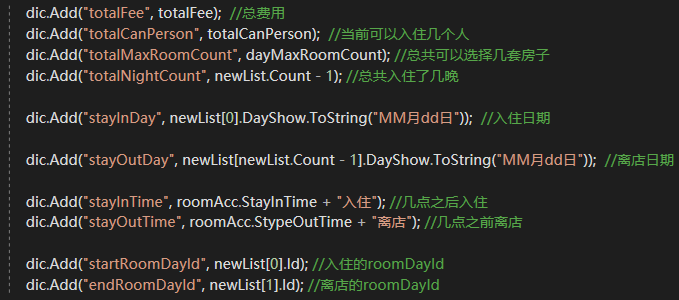 dic.Add("totalFee", totalFee);  //总费用
dic.Add("totalCanPerson", totalCanPerson);  //当前可以入住几个人
dic.Add("totalMaxRoomCount", dayMaxRoomCount); //总共可以选择几套房子
dic.Add("totalNightCount", newList.Count - 1); //总共入住了几晚
dic.Add("stayInDay", newList[0].DayShow.ToString("MM月dd日"));  //入住日期
dic.Add("stayOutDay", newList[newList.Count - 1].DayShow.ToString("MM月dd日"));  //离店日期
dic.Add("stayInTime", roomAcc.StayInTime + "入住"); //几点之后入住
dic.Add("stayOutTime", roomAcc.StypeOutTime + "离店"); //几点之前离店
dic.Add("startRoomDayId", newList[0].Id); //入住的roomDayId
dic.Add("endRoomDayId", newList[1].Id); //离店的roomDayId